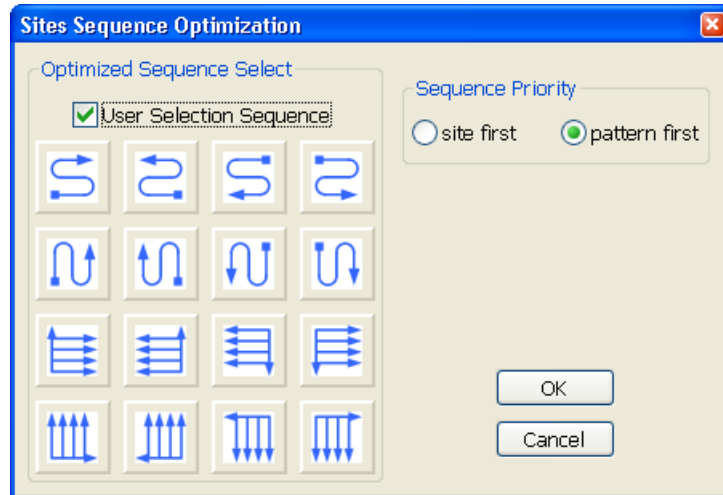 Sites Sequence Optimization
Optimized Sequence Select
User Selection Sequence
Sequence Priority
site first
pattern first
OK
Cancel